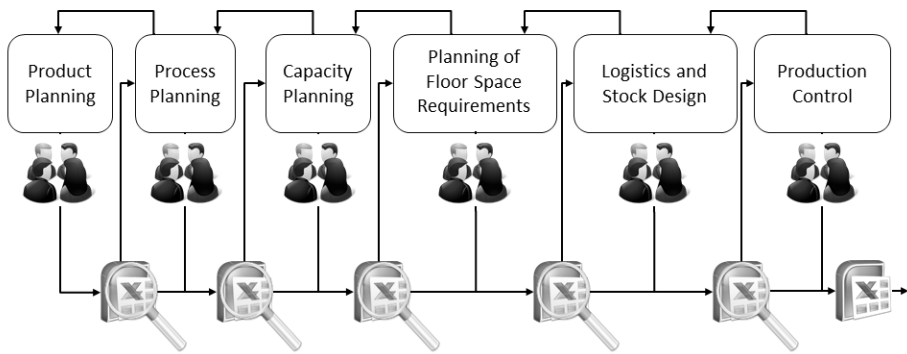 Product
Planning
Process
Planning
Capacity
Planning
Planning of
Floor Space
Requirements
Logistics and
Stock Design
Production
Control
X
X
X
X
X
X